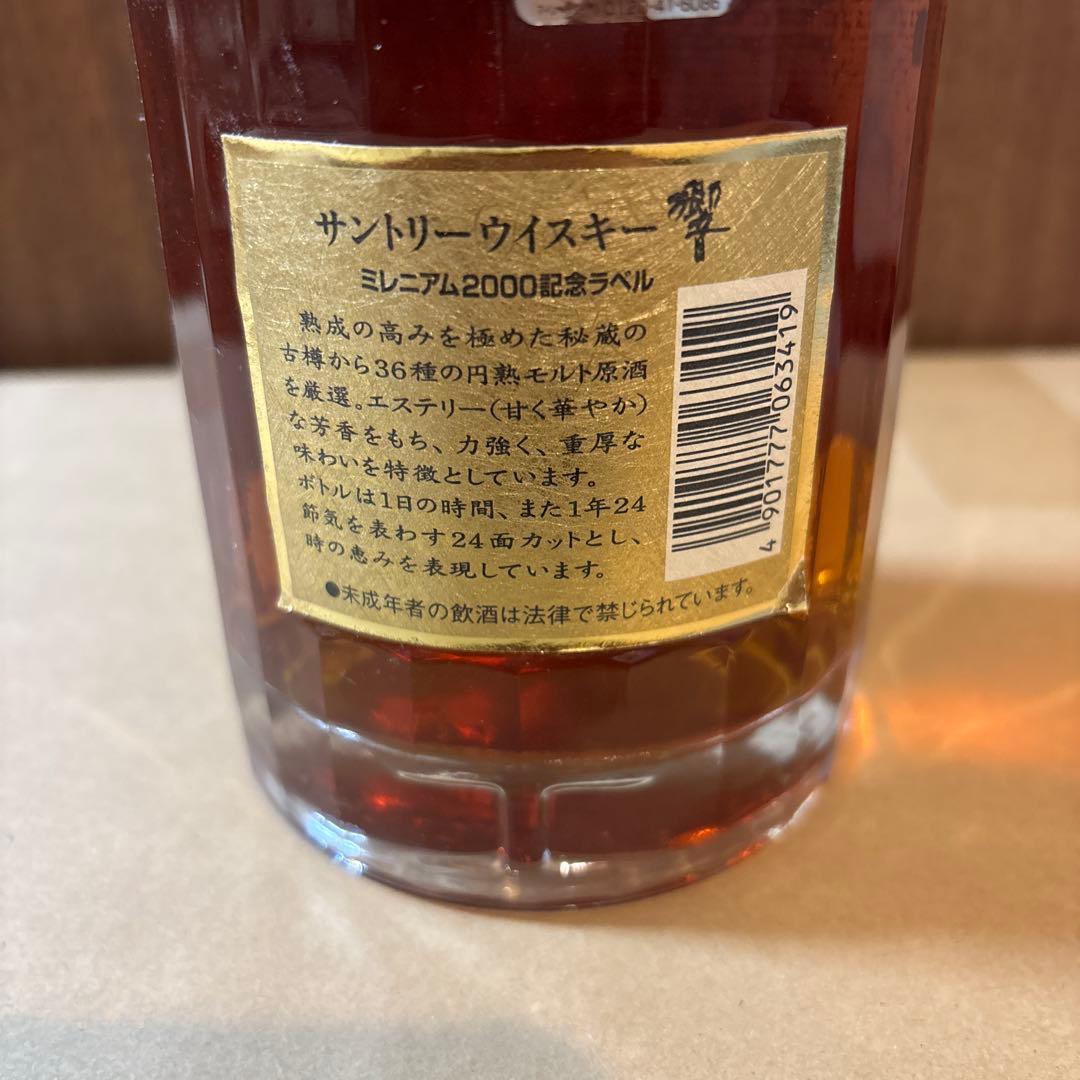 サントリーウイスキー響
ミレニアム2000記念ラベル
熟成の高みを極めた秘蔵の
古樽から36種の円熟モルト原酒
を厳選。エステリー(甘く華やか)
な芳香をもち、力強く、重厚な
味わいを特徴としています。
ボトルは1日の時間、また1年24
節気を表わす24面カットとし、
時の恵みを表現しています。
●未成年者の飲酒は法律で禁じられています。
4 901777 063419